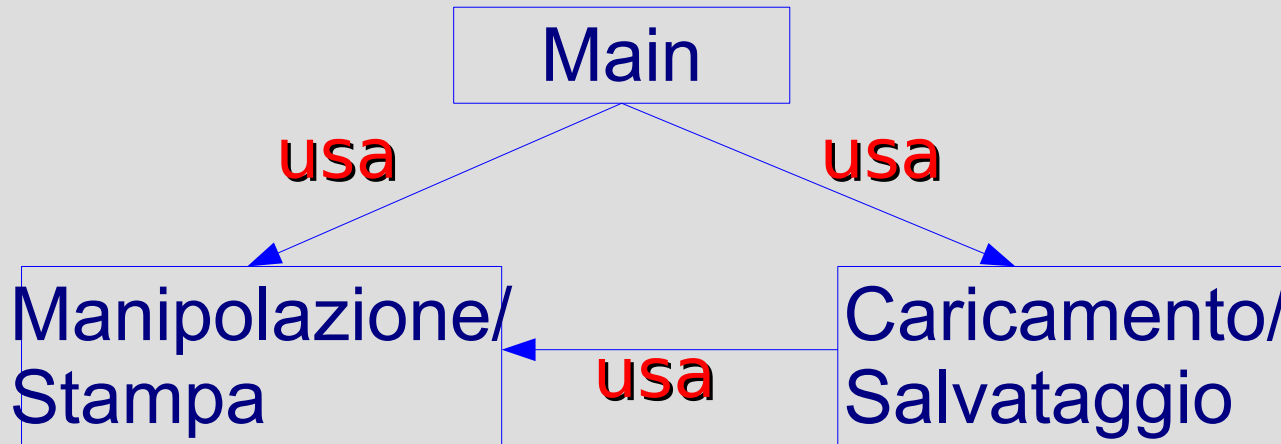 Main
usa
usa
Manipolazione/
Stampa
usa
Caricamento/
Salvataggio